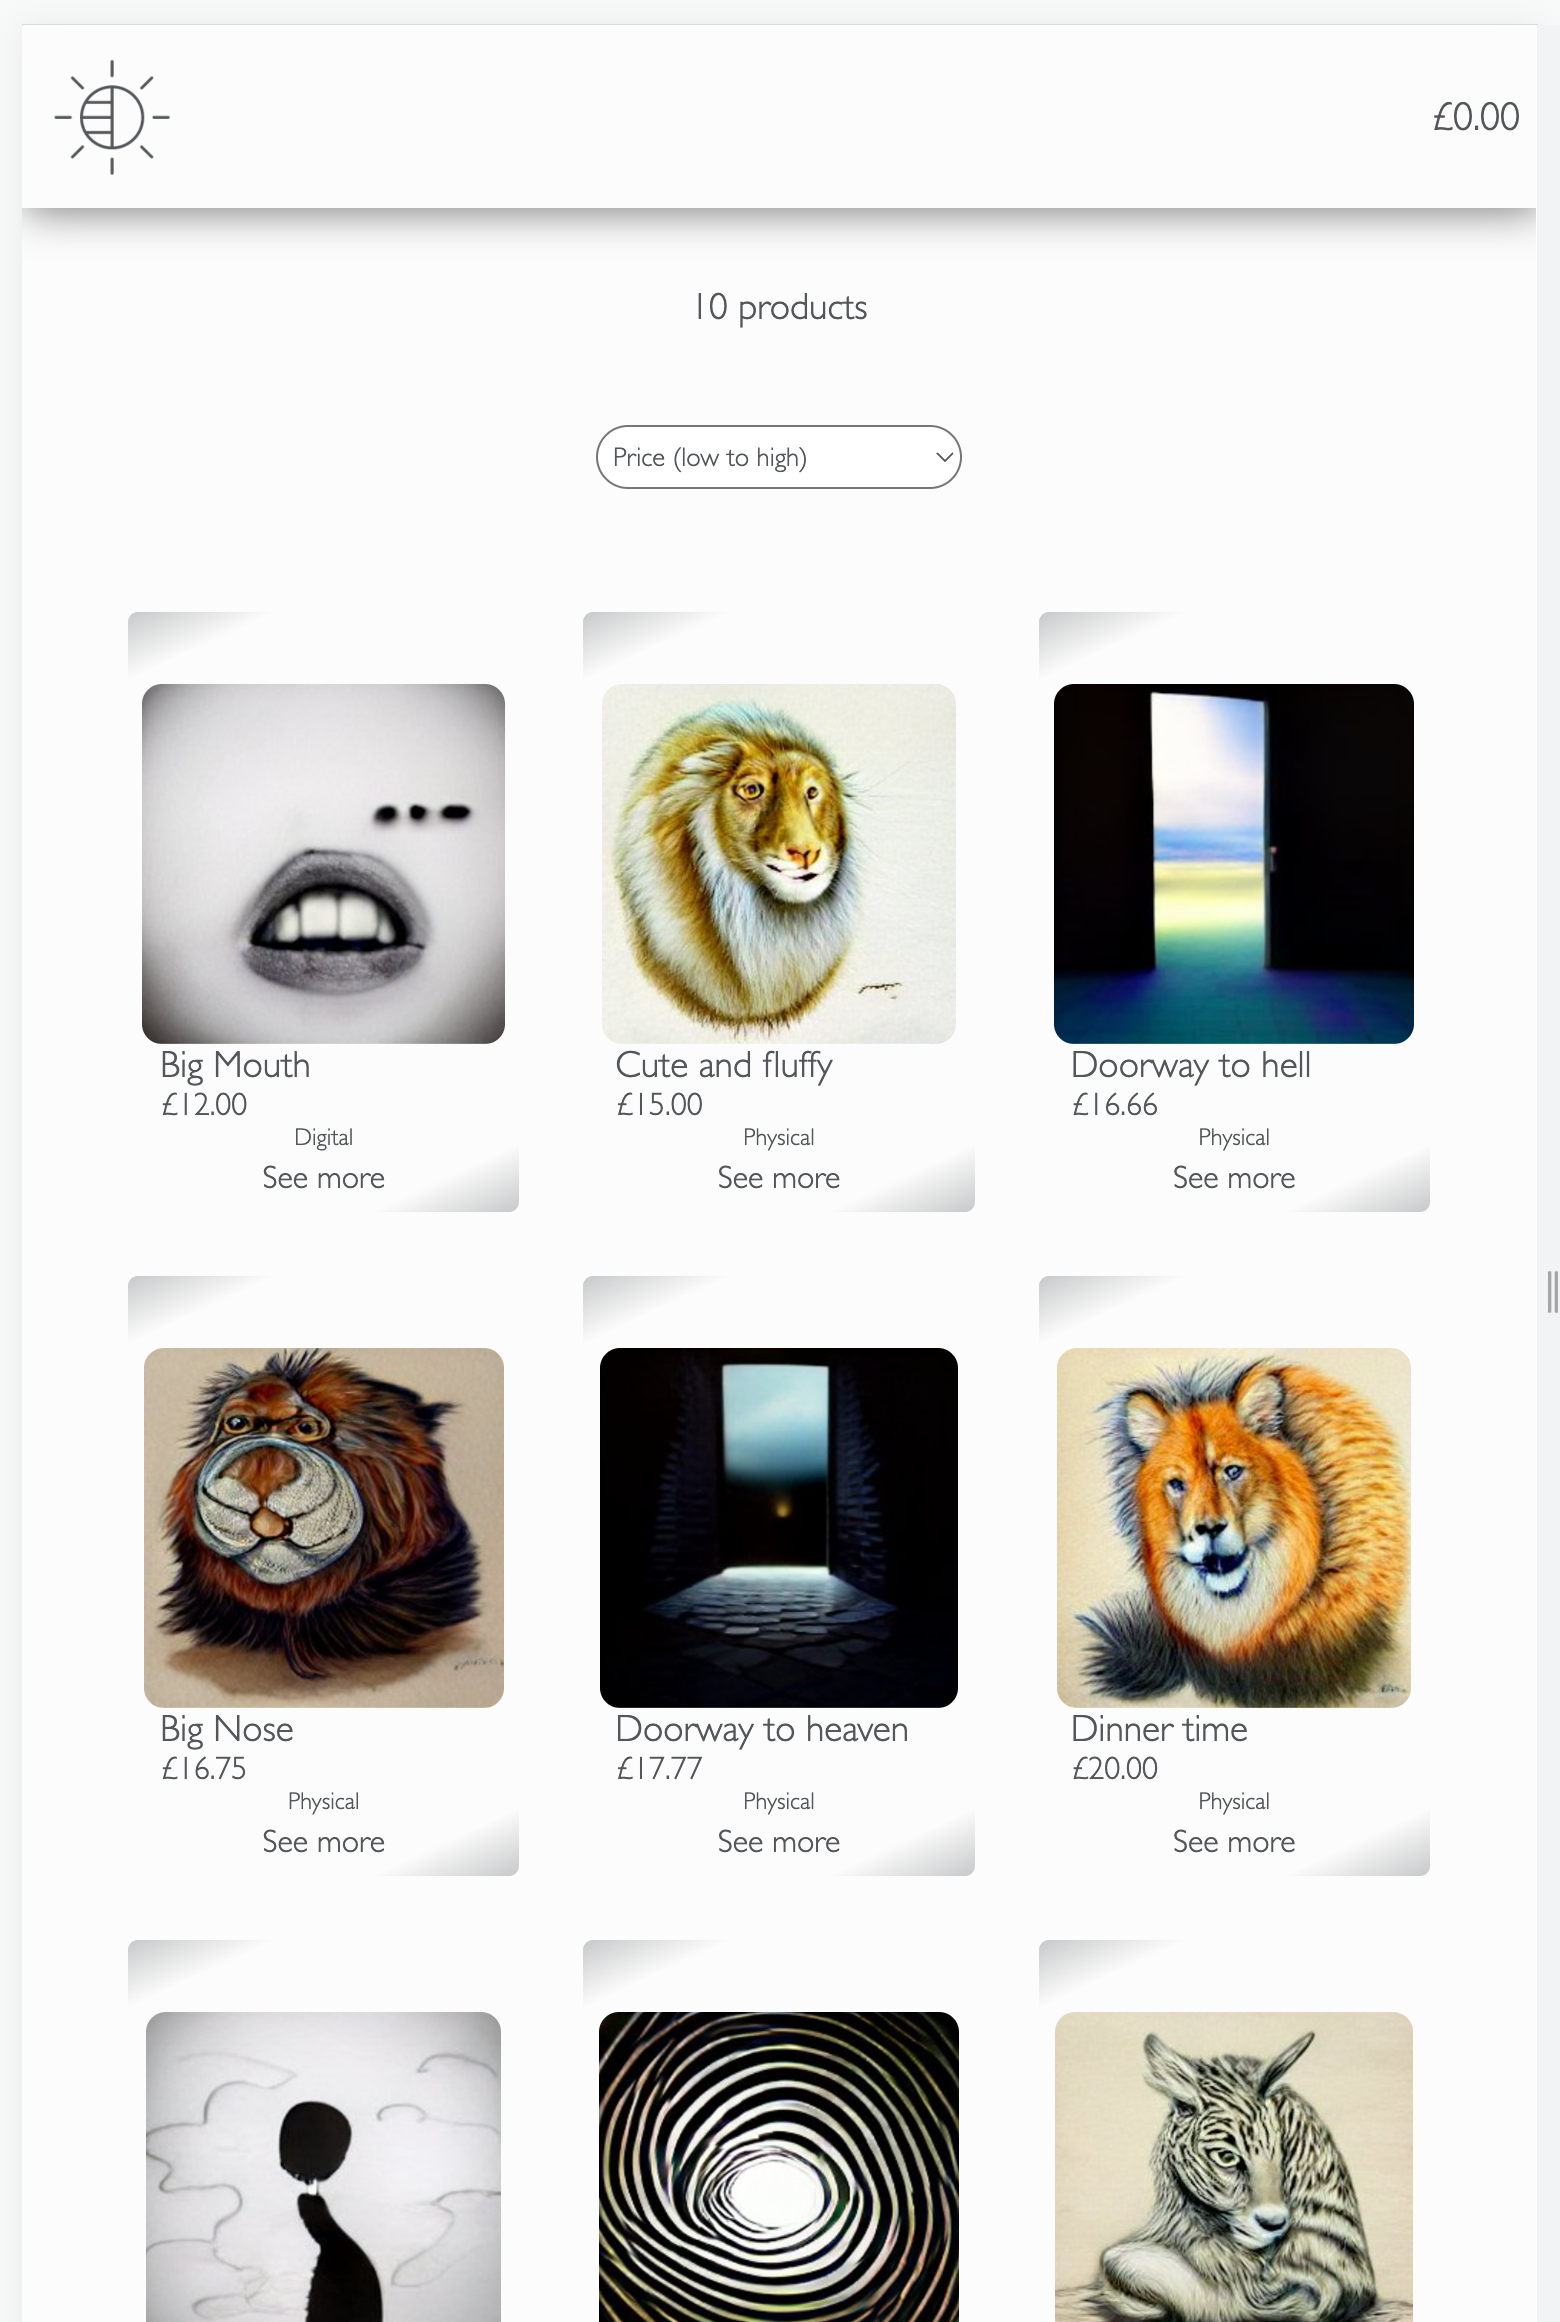 £0.00
10 products
Price (low to high)
Big Mouth
£12.00
Digital
See more
Cute and fluffy
£15.00
Physical
See more
Doorway to hell
£16.66
Physical
See more
Big Nose
£16.75
Physical
See more
Doorway to heaven
£17.77
Physical
See more
Dinner time
£20.00
Physical
See more